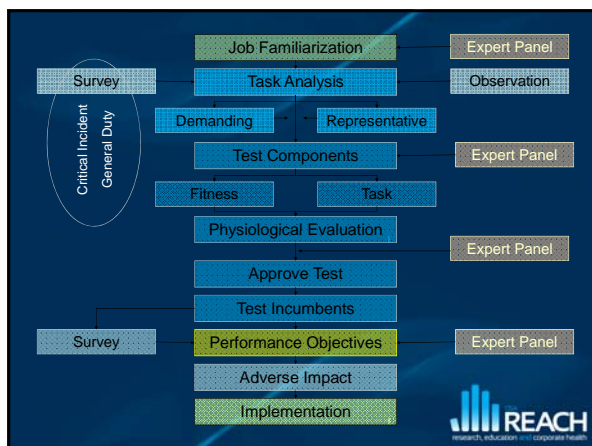 Job Familiarization
Expert Panel
Survey
Task Analysis
Observation
Critical Incident
General Duty
Demanding
Representative
Test Components
Expert Panel
Fitness
Task
Physiological Evaluation
Expert Panel
Approve Test
Test Incumbents
Survey
Performance Objectives
Expert Panel
Adverse Impact
Implementation
REACH
research, education and corporate health